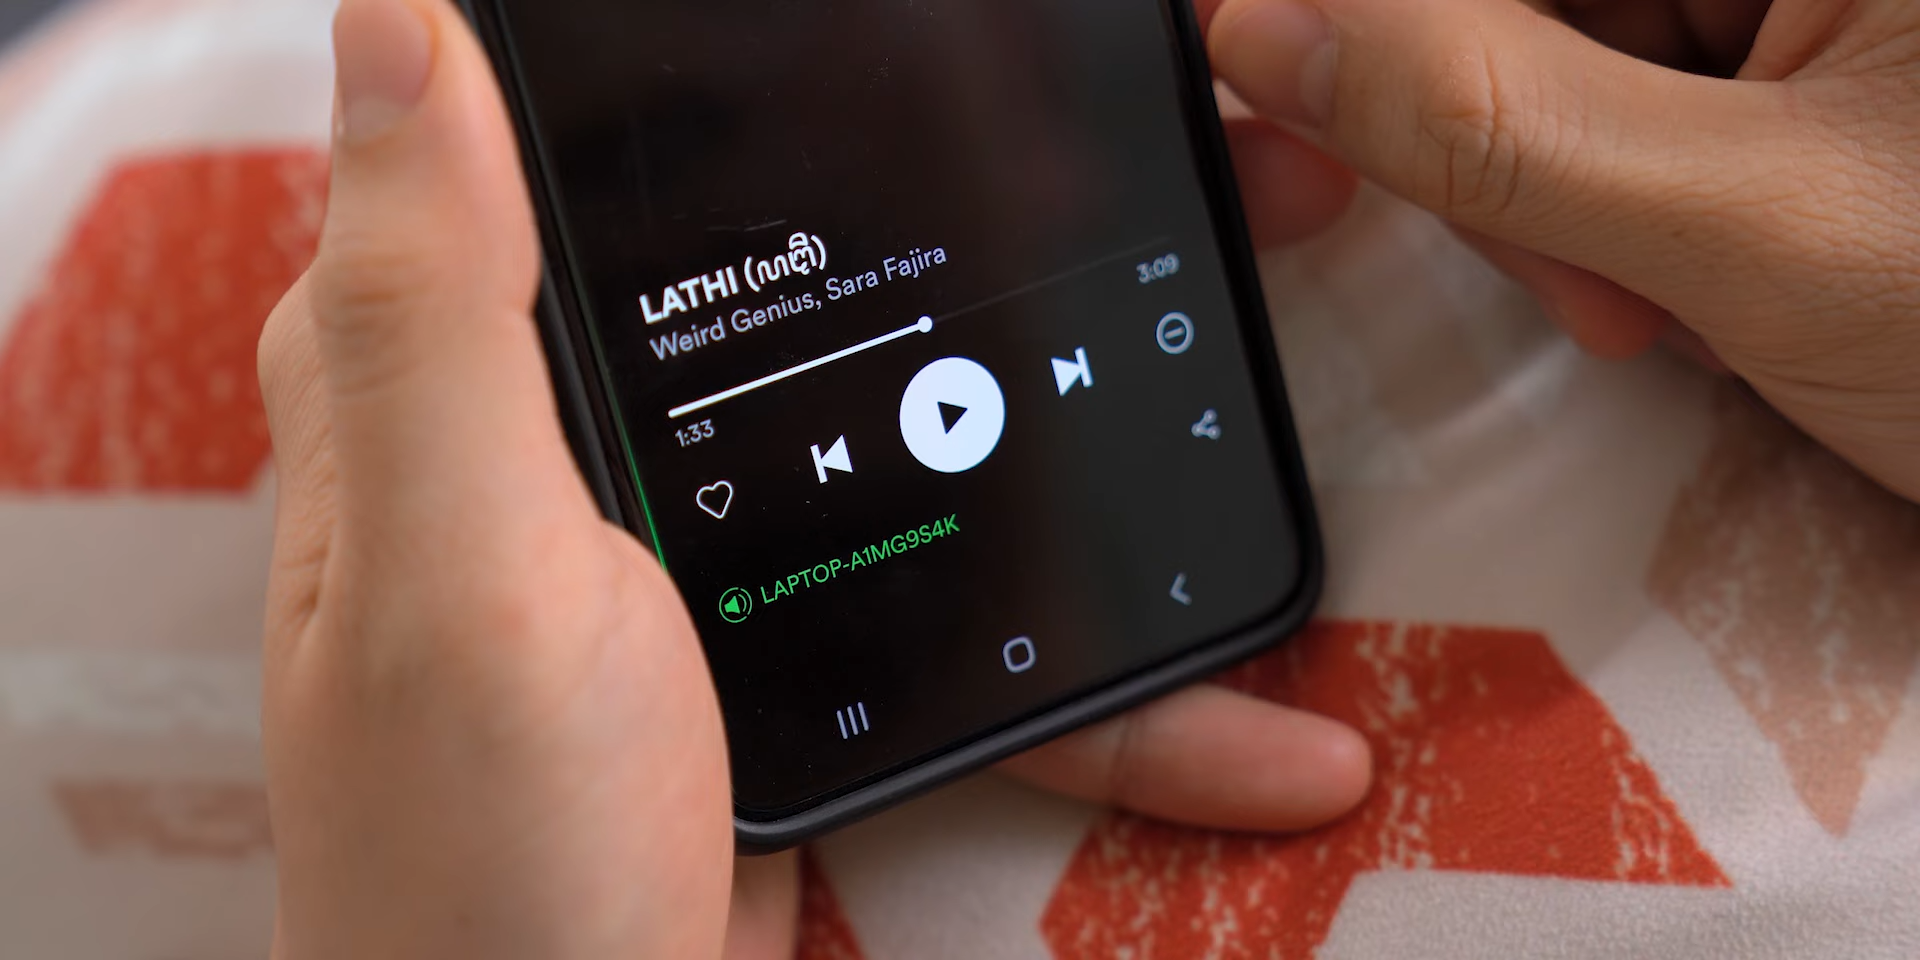 LATHI (ꦭꦛꦶ)
Weird Genius, Sara Fajira
1:33
3:09
LAPTOP-A1MG9S4K